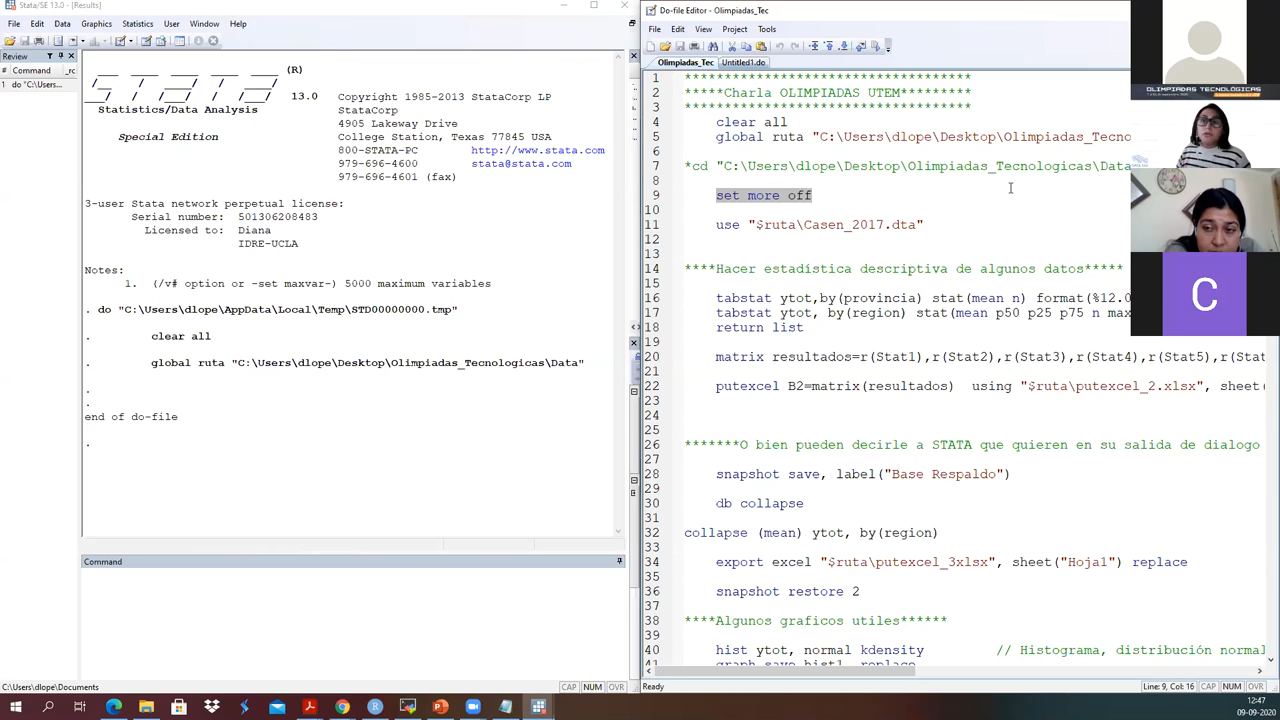 Stata/SE 13.0 - [Results]
File Edit Data Graphics Statistics User Window Help
Review
# Command _rc
1 do "C:\Users...
(R)
13.0 Copyright 1985-2013 StataCorp LP
Statistics/Data Analysis StataCorp
4905 Lakeway Drive
Special Edition College Station, Texas 77845 USA
800-STATA-PC http://www.stata.com
979-696-4600 stata@stata.com
979-696-4601 (fax)
3-user Stata network perpetual license:
Serial number: 501306208483
Licensed to: Diana
IDRE-UCLA
Notes:
1. (/v# option or -set maxvar-) 5000 maximum variables
. do "C:\Users\dlope\AppData\Local\Temp\STD00000000.tmp"
. clear all
. global ruta "C:\Users\dlope\Desktop\Olimpiadas_Tecnologicas\Data"
.
.
end of do-file
.
Command
C:\Users\dlope\Documents
CAP NUM OVR
Do-file Editor - Olimpiadas_Tec
File Edit View Project Tools
Olimpiadas_Tec Untitled1.do
1 ************************************
2 *****Charla OLIMPIADAS UTEM*********
3 ************************************
4 clear all
5 global ruta "C:\Users\dlope\Desktop\Olimpiadas_Tecno
6
7 *cd "C:\Users\dlope\Desktop\Olimpiadas_Tecnologicas\Data
8
9 set more off
10
11 use "$ruta\Casen_2017.dta"
12
13
14 ****Hacer estadística descriptiva de algunos datos*****
15
16 tabstat ytot,by(provincia) stat(mean n) format(%12.0
17 tabstat ytot, by(region) stat(mean p50 p25 p75 n max
18 return list
19
20 matrix resultados=r(Stat1),r(Stat2),r(Stat3),r(Stat4),r(Stat5),r(Stat
21
22 putexcel B2=matrix(resultados) using "$ruta\putexcel_2.xlsx", sheet(
23
24
25
26 *******O bien pueden decirle a STATA que quieren en su salida de dialogo
27
28 snapshot save, label("Base Respaldo")
29
30 db collapse
31
32 collapse (mean) ytot, by(region)
33
34 export excel "$ruta\putexcel_3xlsx", sheet("Hoja1") replace
35
36 snapshot restore 2
37
38 ****Algunos graficos utiles******
39
40 hist ytot, normal kdensity // Histograma, distribución normal
41 graph save hist1, replace
Ready
Line: 9, Col: 16 CAP NUM OVR
OLIMPIADAS TECNOLÓGICAS
C
12:47
09-09-2020